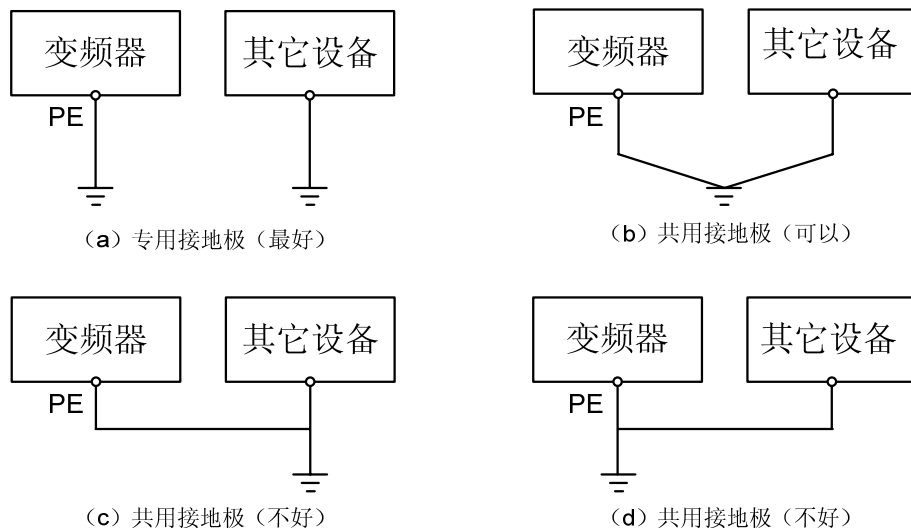 变频器 其它设备
PE
（a）专用接地极（最好）
变频器 其它设备
PE
（b）共用接地极（可以）
变频器 其它设备
PE
（c）共用接地极（不好）
变频器 其它设备
PE
（d）共用接地极（不好）